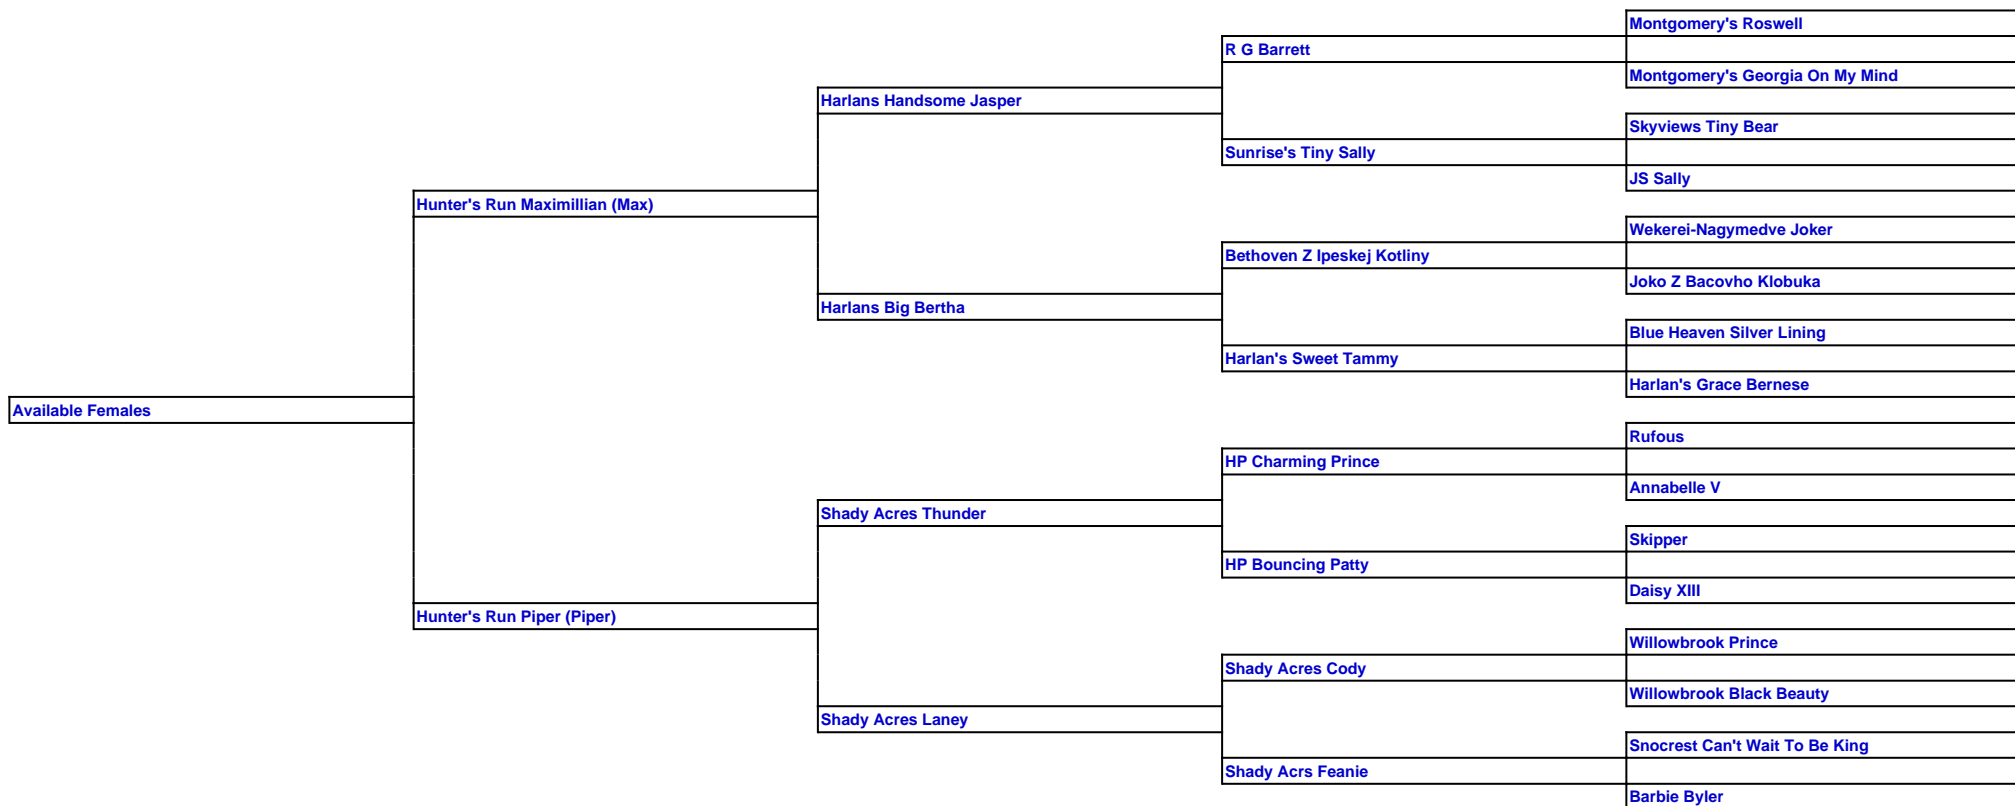 Montgomery's Roswell
R G Barrett
Montgomery's Georgia On My Mind
Harlans Handsome Jasper
Skyviews Tiny Bear
Sunrise's Tiny Sally
JS Sally
Hunter's Run Maximillian (Max)
Wekerei-Nagymedve Joker
Bethoven Z Ipeskej Kotliny
Joko Z Bacovho Klobuka
Harlans Big Bertha
Blue Heaven Silver Lining
Harlan's Sweet Tammy
Harlan's Grace Bernese
Available Females
Rufous
HP Charming Prince
Annabelle V
Shady Acres Thunder
Skipper
HP Bouncing Patty
Daisy XIII
Hunter's Run Piper (Piper)
Willowbrook Prince
Shady Acres Cody
Willowbrook Black Beauty
Shady Acres Laney
Snocrest Can't Wait To Be King
Shady Acrs Feanie
Barbie Byler